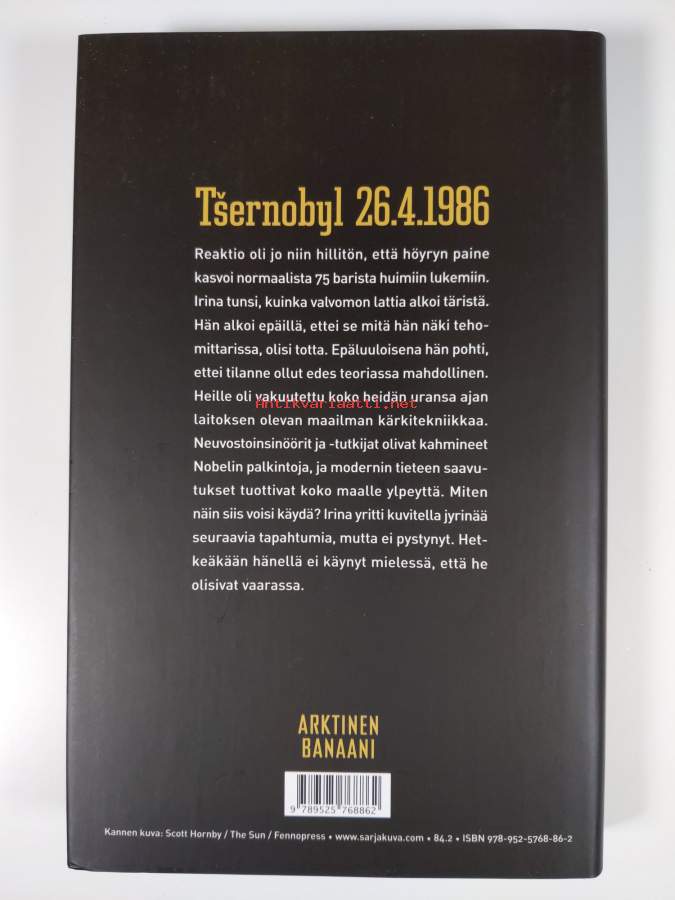 Tšernobyl 26.4.1986
Reaktio oli jo niin hillitön, että höyryn paine
kasvoi normaalista 75 barista huimiin lukemiin.
Irina tunsi, kuinka valvomon lattia alkoi täristä.
Hän alkoi epäillä, ettei se mitä hän näki teho-
mittarissa, olisi totta. Epäluuloisena hän pohti,
ettei tilanne ollut edes teoriassa mahdollinen.
Heille oli vakuutettu koko heidän uransa ajan
Antikvariaatti.net
laitoksen olevan maailman kärkitekniikkaa.
Neuvostoinsinöörit ja -tutkijat olivat kahmineet
Nobelin palkintoja, ja modernin tieteen saavu-
tukset tuottivat koko maalle ylpeyttä. Miten
näin siis voisi käydä? Irina yritti kuvitella jyrinää
seuraavia tapahtumia, mutta ei pystynyt. Het-
keäkään hänellä ei käynyt mielessä, että he
olisivat vaarassa.
ARKTINEN
BANAANI
9 789525 768862
Kannen kuva: Scott Hornby / The Sun / Fennopress • www.sarjakuva.com • 84.2 • ISBN 978-952-5768-86-2